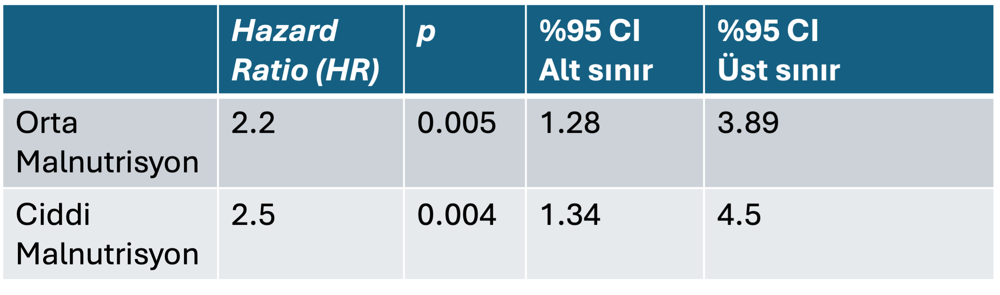 Hazard
Ratio (HR)
p
%95 CI
Alt sınır
%95 CI
Üst sınır
Orta
Malnutrisyon
2.2
0.005
1.28
3.89
Ciddi
Malnutrisyon
2.5
0.004
1.34
4.5